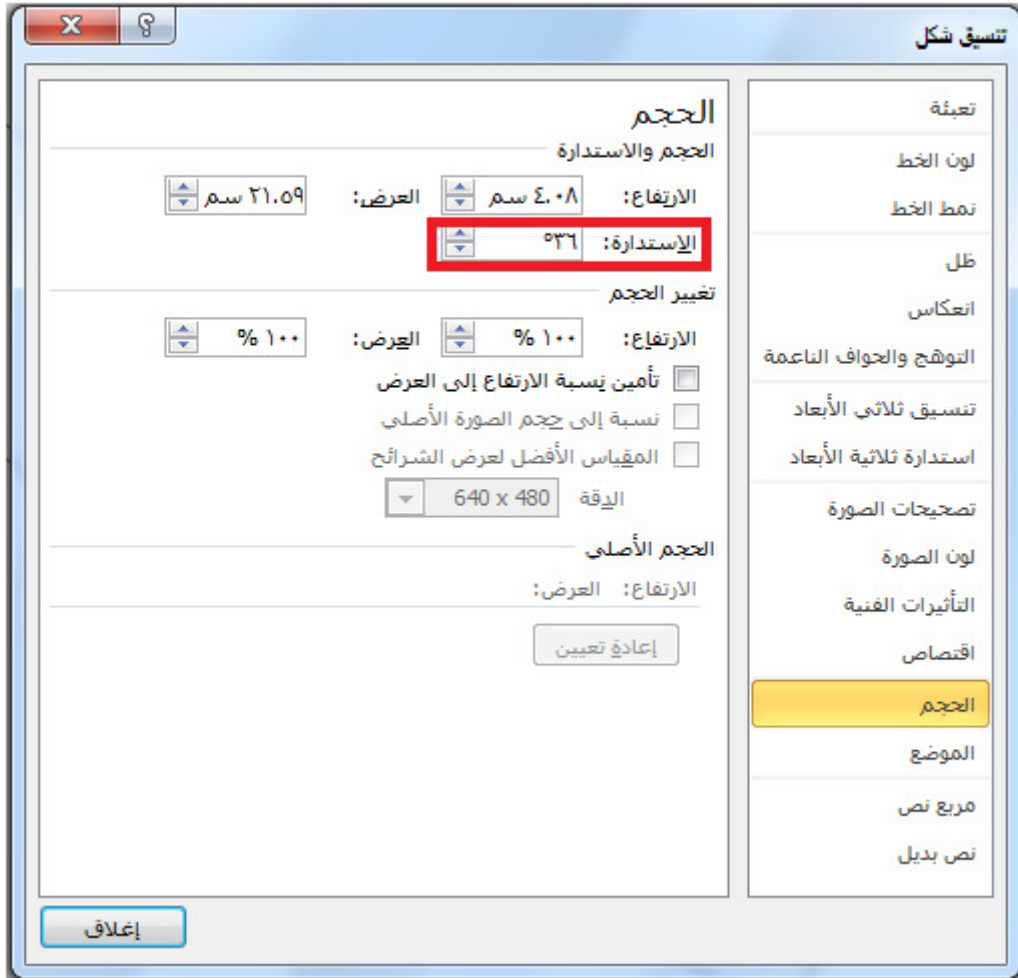 تنسيق شكل
تعبئة
لون الخط
نمط الخط
ظل
انعكاس
التوهج والحواف الناعمة
تنسيق ثلاثي الأبعاد
استدارة ثلاثية الأبعاد
تصحيحات الصورة
لون الصورة
التأثيرات الفنية
اقتصاص
الحجم
الموضع
مربع نص
نص بديل
الحجم
الحجم والاستدارة
الارتفاع: ٤.٠٨ سم العرض: ٢١.٥٩ سم
الاستدارة: ٣٦°
تغيير الحجم
الارتفاع: ١٠٠ % العرض: ١٠٠ %
تأمين نسبة الارتفاع إلى العرض
نسبة إلى حجم الصورة الأصلي
المقياس الأفضل لعرض الشرائح
الدقة 640 x 480
الحجم الأصلي
الارتفاع: العرض:
إعادة تعيين
إغلاق